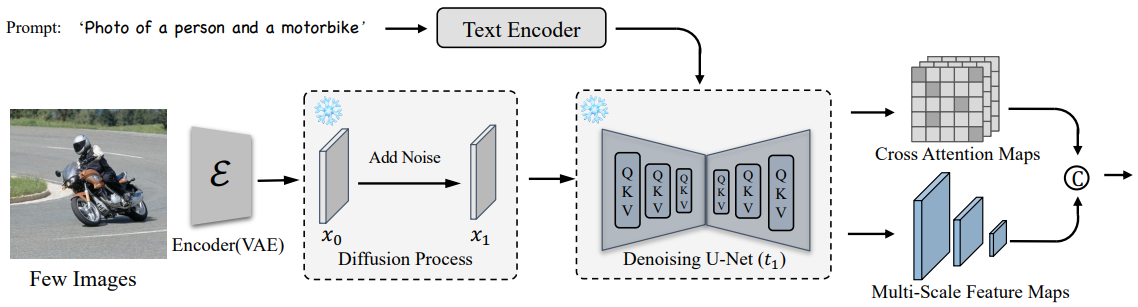 Prompt: ‘Photo of a person and a motorbike’
Text Encoder
Few Images
ℰ
Encoder(VAE)
Add Noise
x₀
x₁
Diffusion Process
Q K V
Q K V
Q K V
Q K V
Q K V
Q K V
Denoising U-Net (t₁)
Cross Attention Maps
C
Multi-Scale Feature Maps